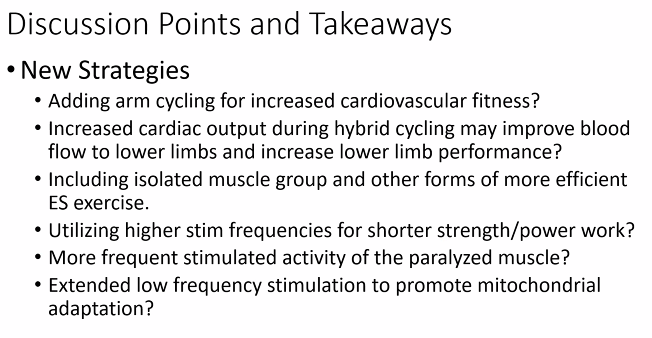 Discussion Points and Takeaways
• New Strategies
• Adding arm cycling for increased cardiovascular fitness?
• Increased cardiac output during hybrid cycling may improve blood
flow to lower limbs and increase lower limb performance?
• Including isolated muscle group and other forms of more efficient
ES exercise.
• Utilizing higher stim frequencies for shorter strength/power work?
• More frequent stimulated activity of the paralyzed muscle?
• Extended low frequency stimulation to promote mitochondrial
adaptation?